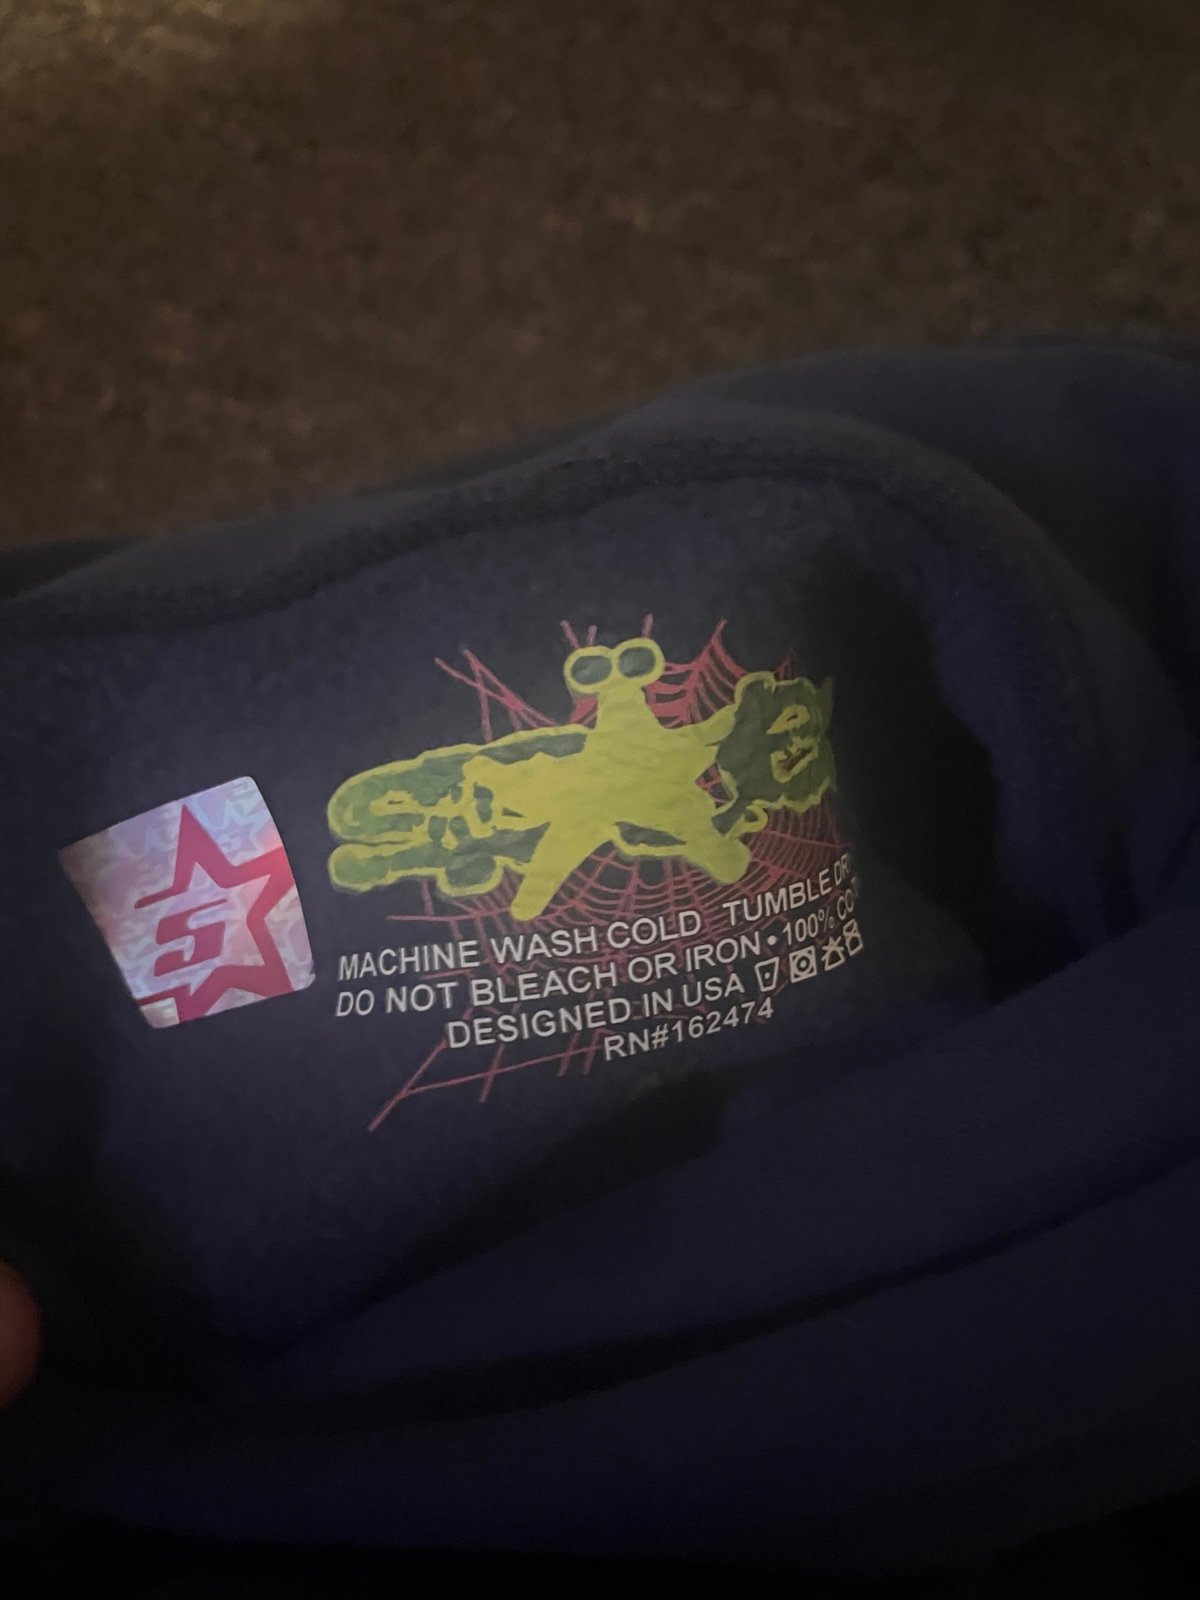 S
MACHINE WASH COLD TUMBLE
DO NOT BLEACH OR IRON • 100%
DESIGNED IN USA
RN#162474